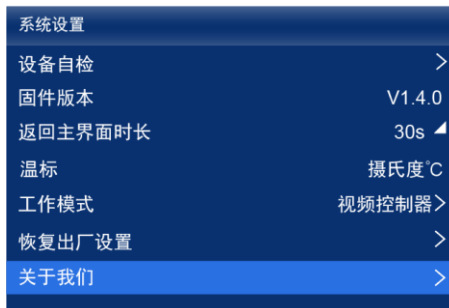 系统设置
设备自检 >
固件版本 V1.4.0
返回主界面时长 30s
温标 摄氏度℃
工作模式 视频控制器>
恢复出厂设置 >
关于我们 >